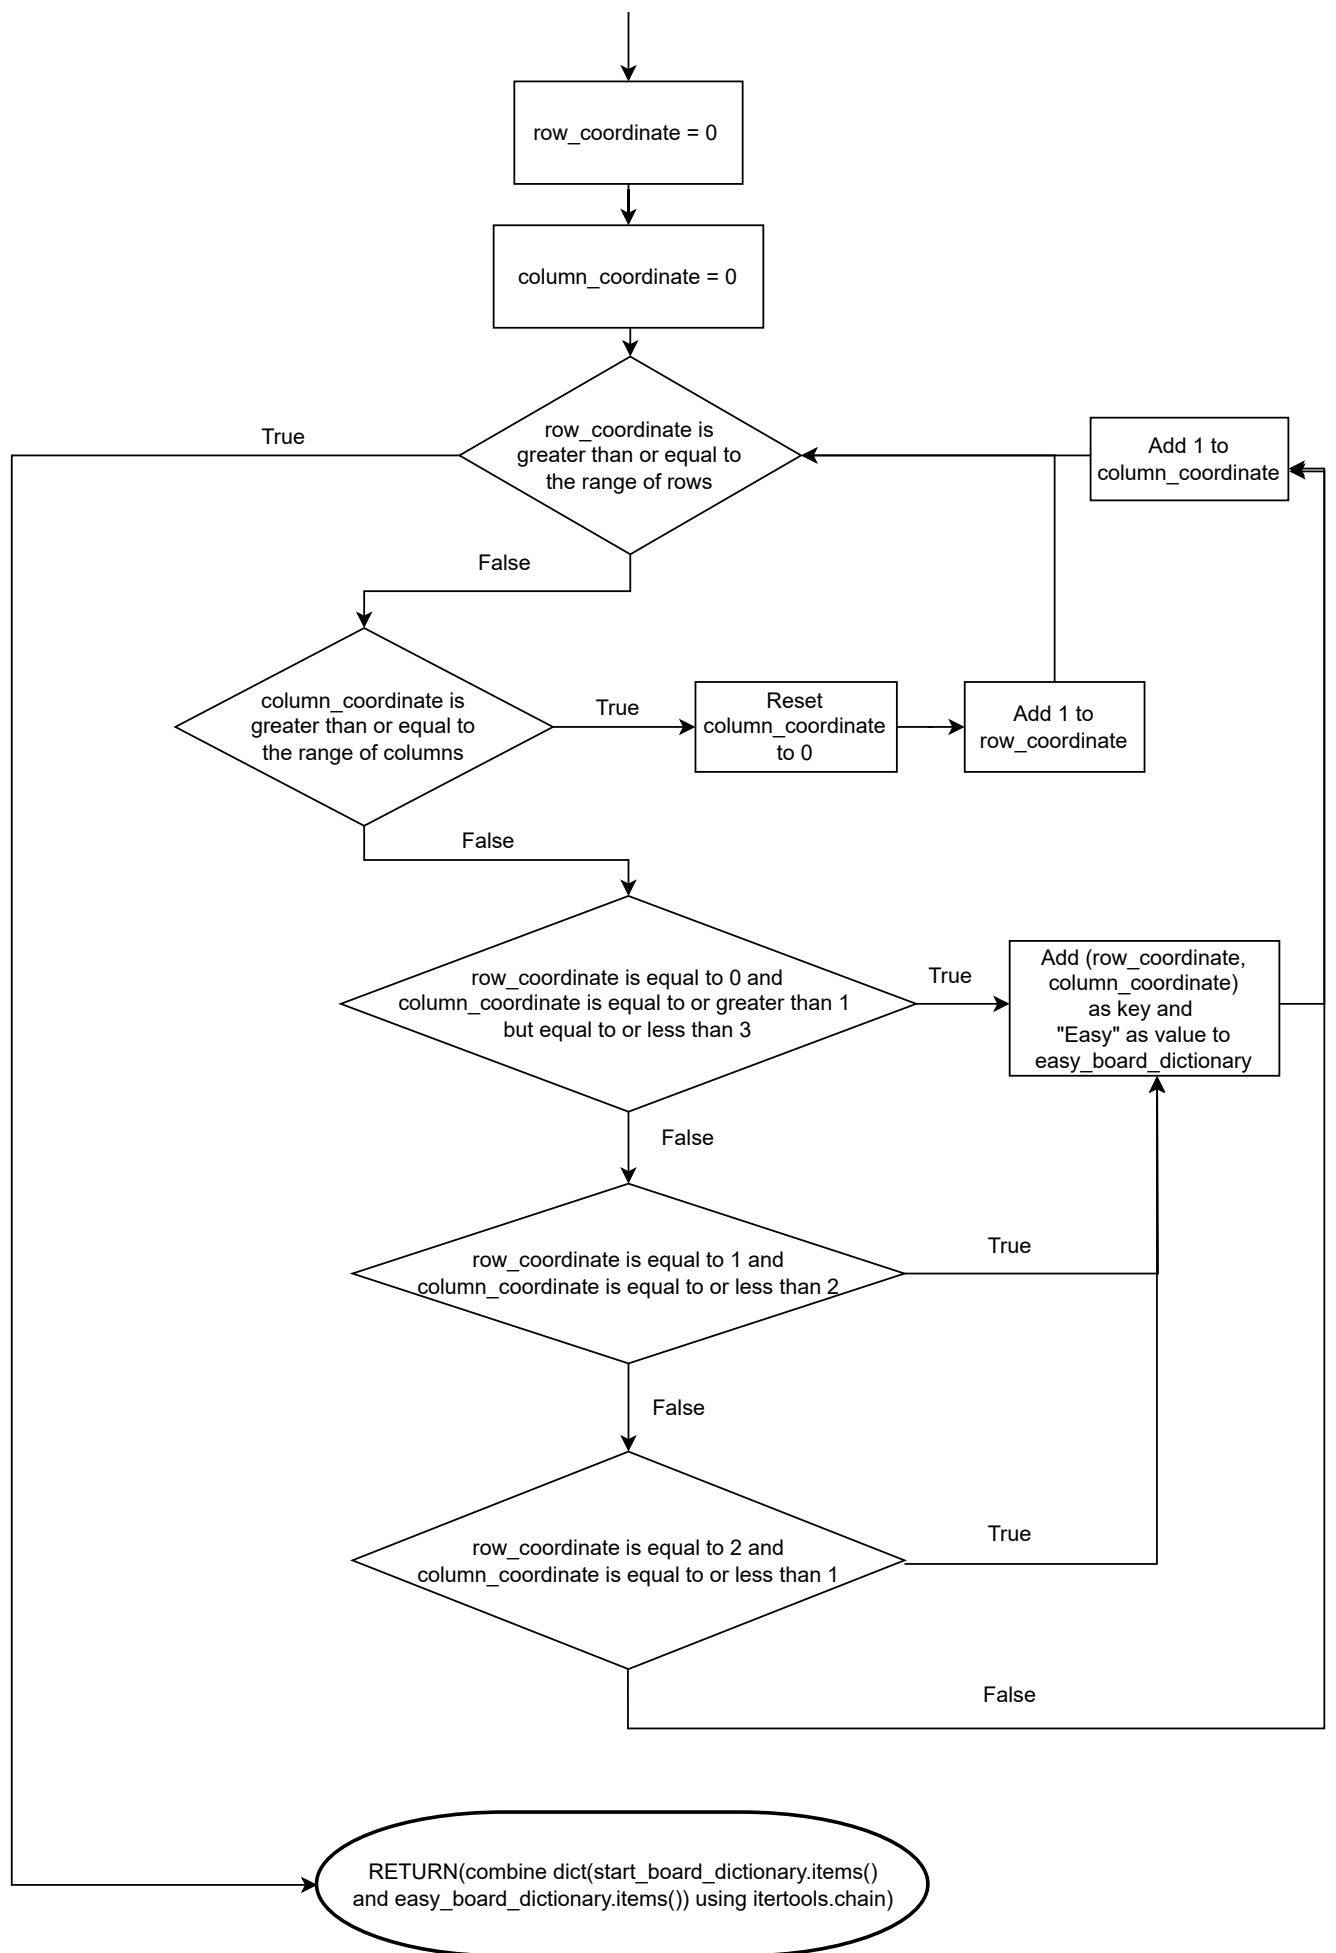 row_coordinate = 0
column_coordinate = 0
row_coordinate is
greater than or equal to
the range of rows
True
Add 1 to
column_coordinate
False
column_coordinate is
greater than or equal to
the range of columns
True
Reset
column_coordinate
to 0
Add 1 to
row_coordinate
False
row_coordinate is equal to 0 and
column_coordinate is equal to or greater than 1
but equal to or less than 3
True
Add (row_coordinate,
column_coordinate)
as key and
"Easy" as value to
easy_board_dictionary
False
row_coordinate is equal to 1 and
column_coordinate is equal to or less than 2
True
False
row_coordinate is equal to 2 and
column_coordinate is equal to or less than 1
True
False
RETURN(combine dict(start_board_dictionary.items()
and easy_board_dictionary.items()) using itertools.chain)